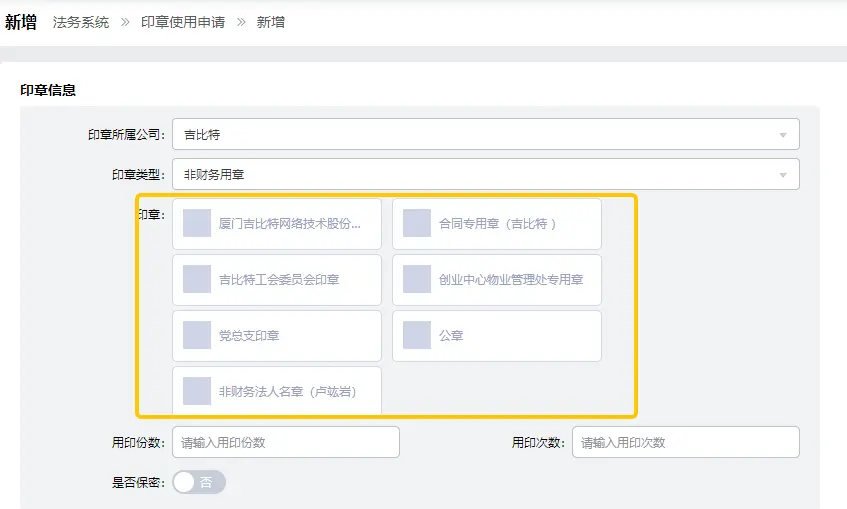 新增 法务系统 » 印章使用申请 » 新增
印章信息
印章所属公司: 吉比特
印章类型: 非财务用章
印章: 厦门吉比特网络技术股份... 合同专用章（吉比特 ）
吉比特工会委员会印章 创业中心物业管理处专用章
党总支印章 公章
非财务法人名章（卢竑岩）
用印份数: 请输入用印份数 用印次数: 请输入用印次数
是否保密: 否